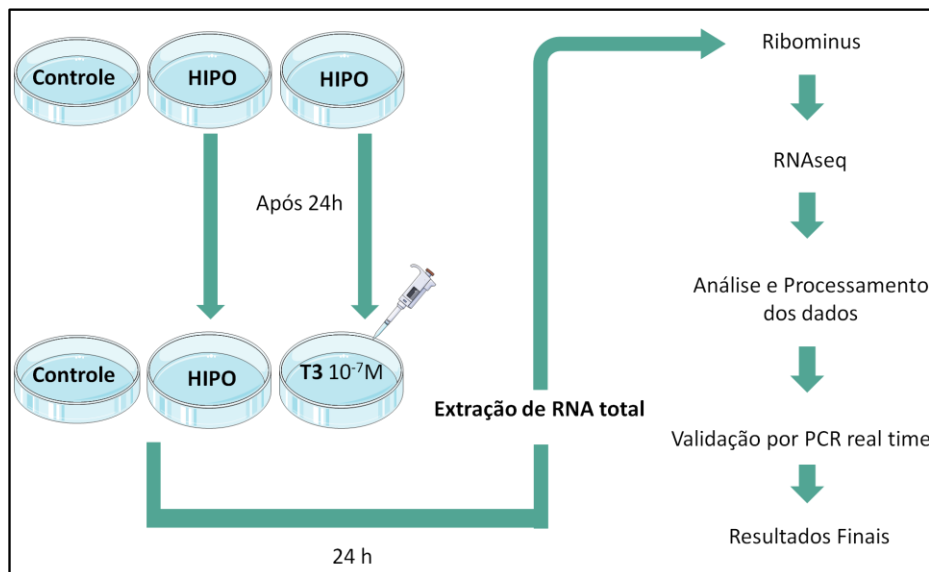 Controle
HIPO
HIPO
Após 24h
Controle
HIPO
T3 10⁻⁷M
24 h
Extração de RNA total
Ribominus
RNAseq
Análise e Processamento
dos dados
Validação por PCR real time
Resultados Finais